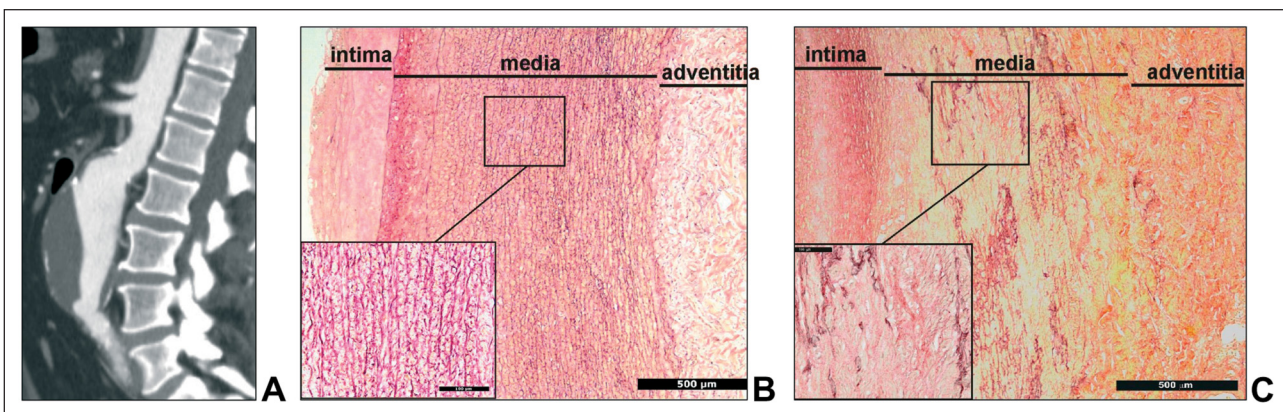 intima
media
adventitia
intima
media
adventitia
500 µm
500 µm
A
B
C